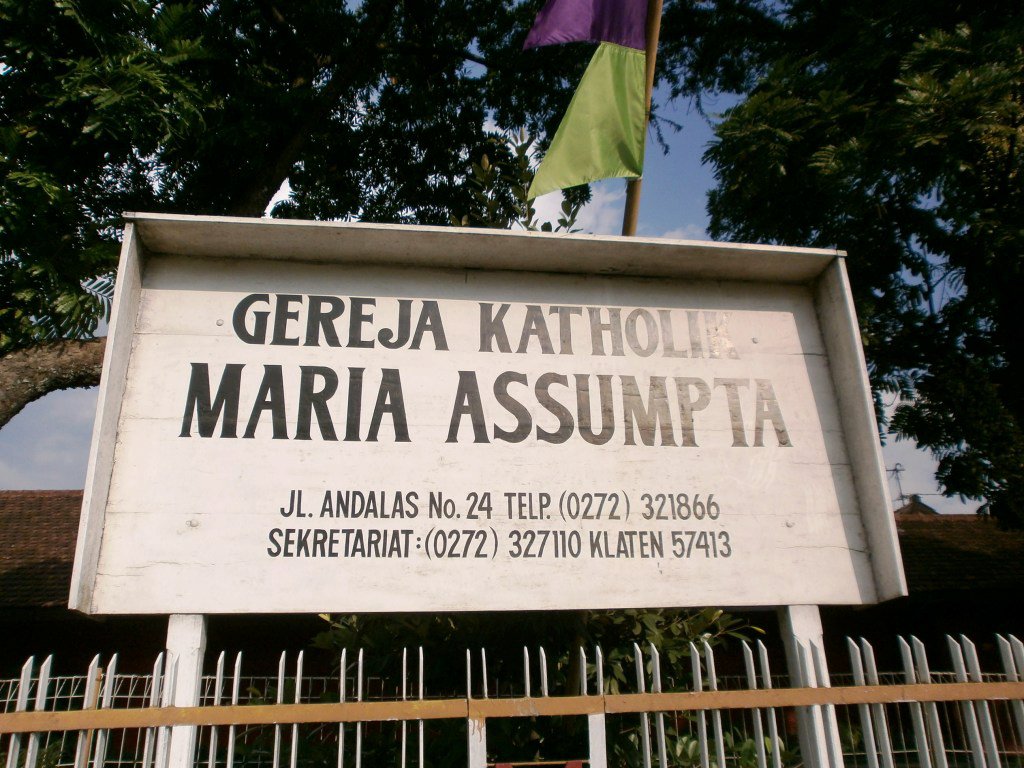 GEREJA KATHOLIK
MARIA ASSUMPTA
JL. ANDALAS No. 24 TELP. (0272) 321866
SEKRETARIAT : (0272) 327110 KLATEN 57413